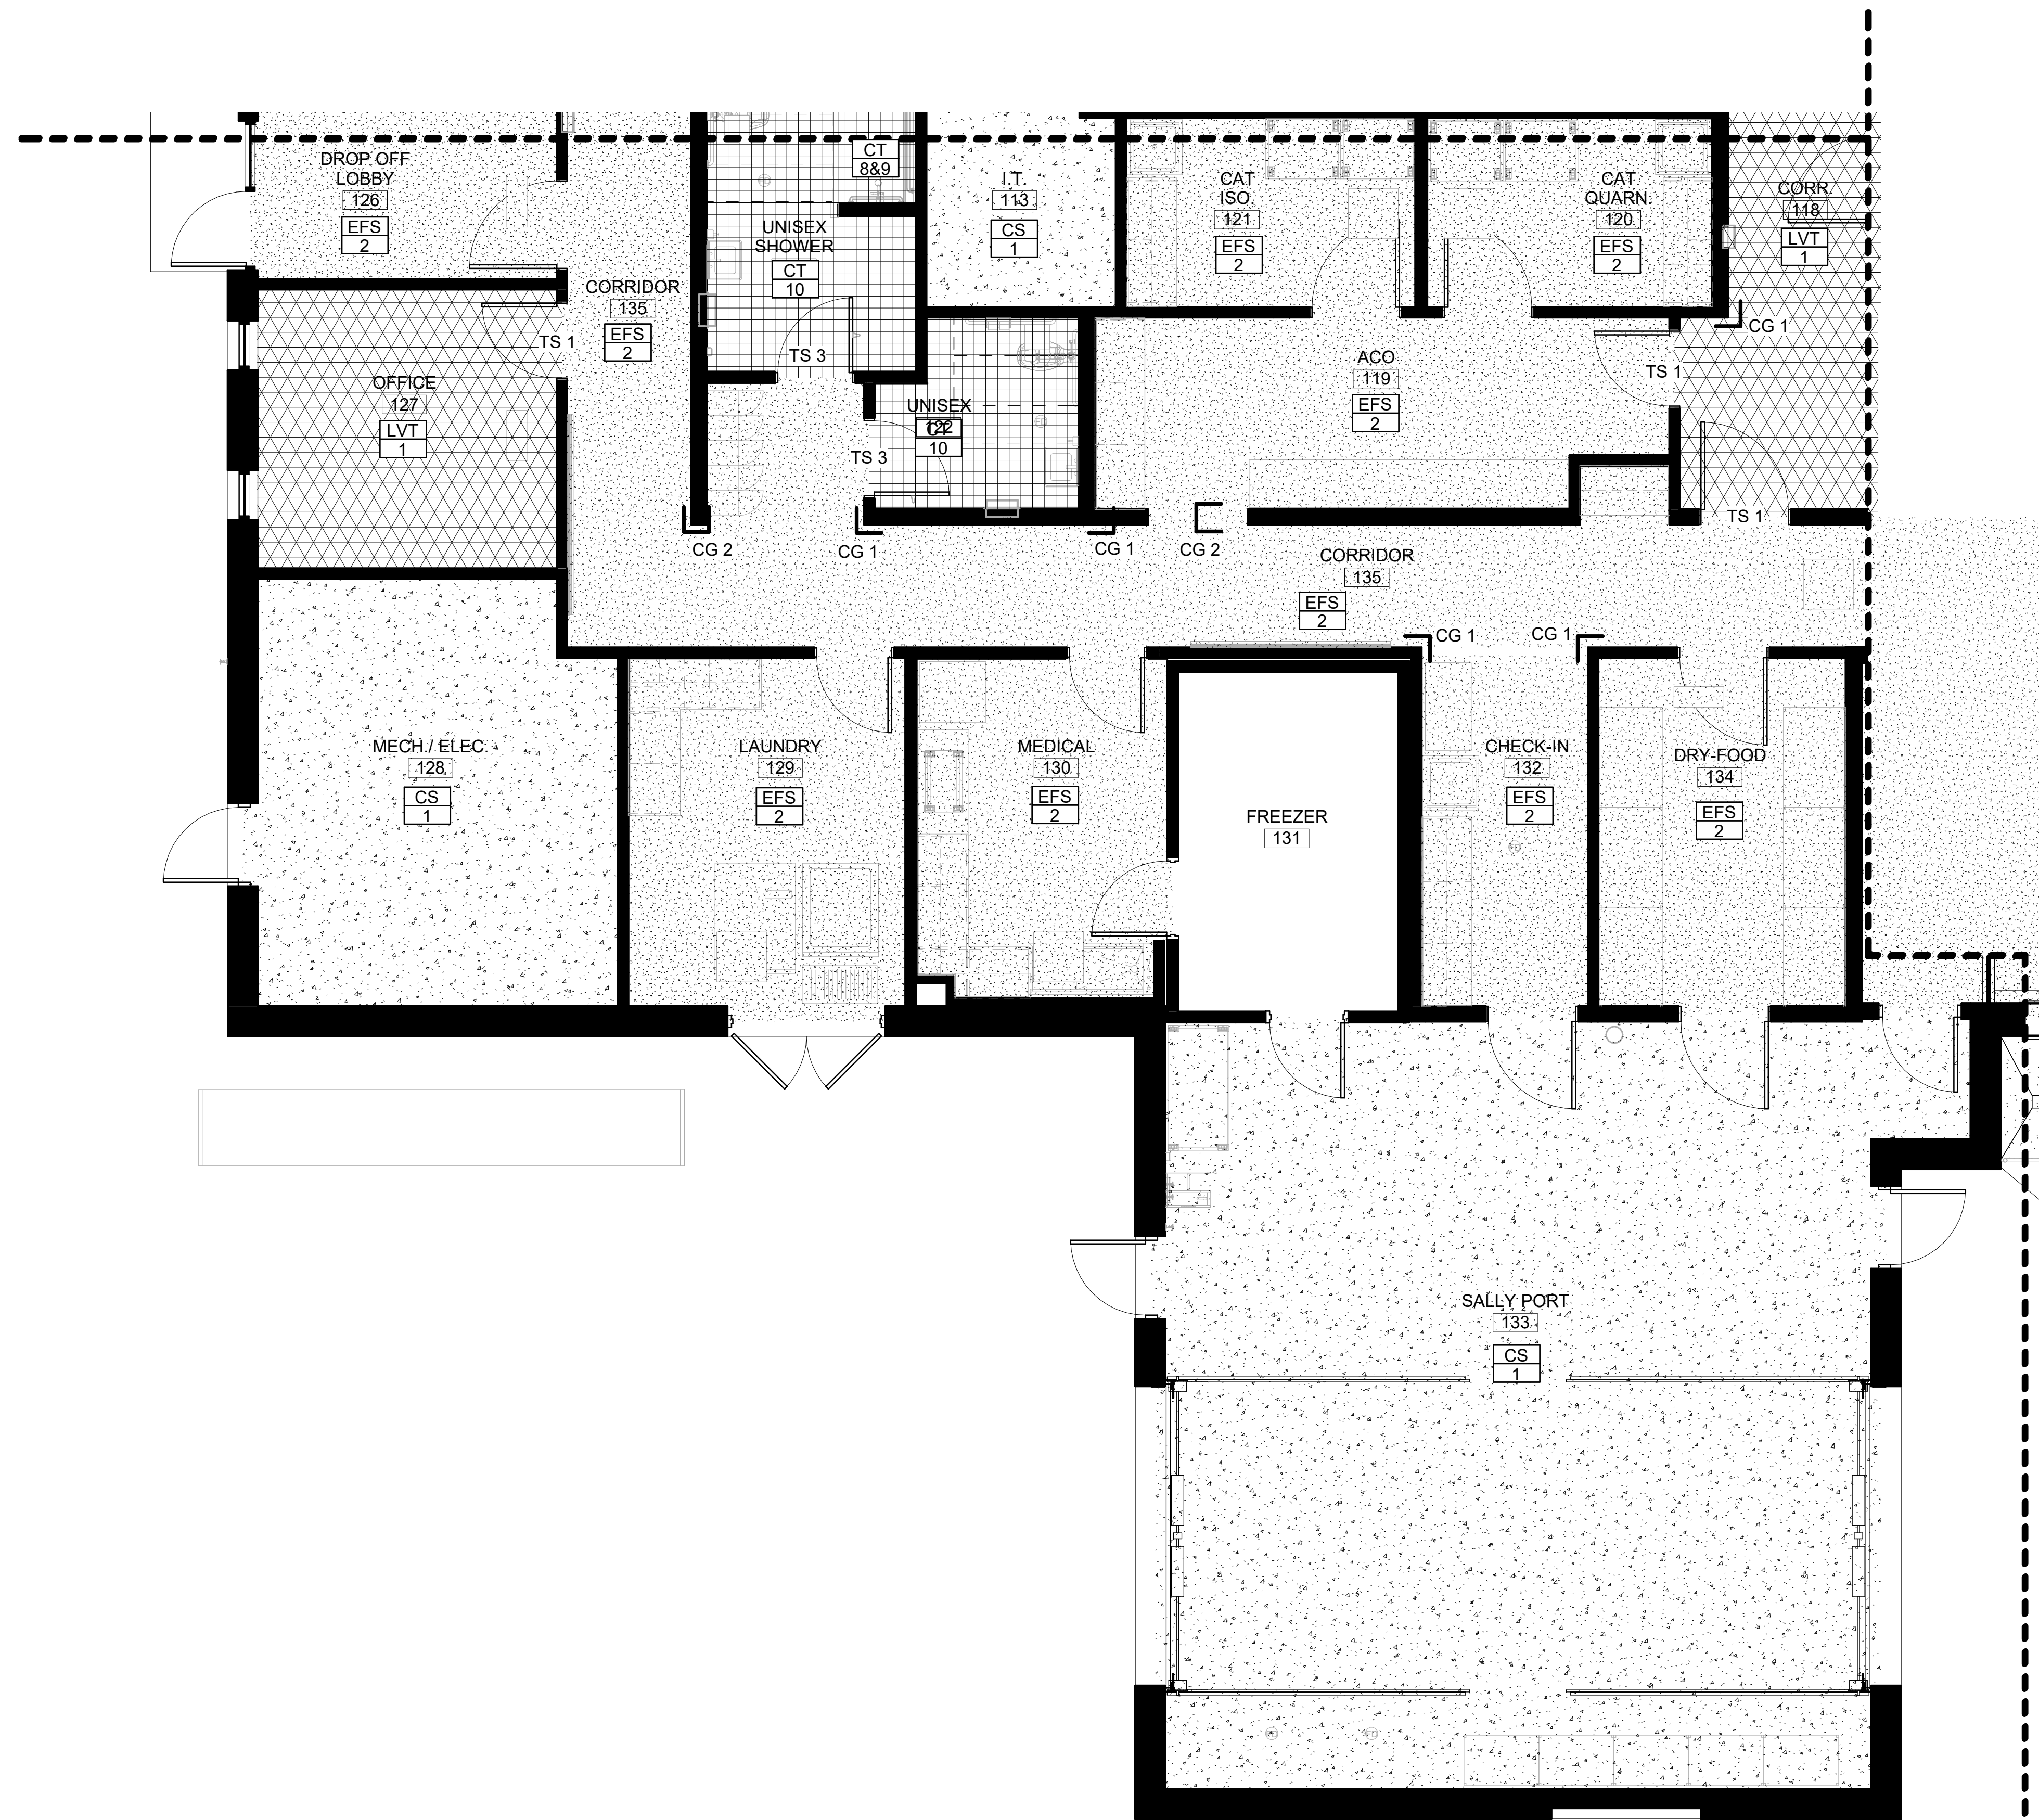 DROP OFF
LOBBY
126
EFS
2
CORRIDOR
135
EFS
2
CT
8&9
UNISEX
SHOWER
CT
10
TS 3
I.T.
113
CS
1
CAT
ISO.
121
EFS
2
CAT
QUARN.
120
EFS
2
CORR.
118
LVT
1
CG 1
OFFICE
127
LVT
1
TS 1
UNISEX
122
CT
10
TS 3
ACO
119
EFS
2
TS 1
TS 1
CG 2
CG 1
CG 1
CG 2
CORRIDOR
135
EFS
2
CG 1
CG 1
MECH./ ELEC.
128
CS
1
LAUNDRY
129
EFS
2
MEDICAL
130
EFS
2
FREEZER
131
CHECK-IN
132
EFS
2
DRY-FOOD
134
EFS
2
SALLY PORT
133
CS
1